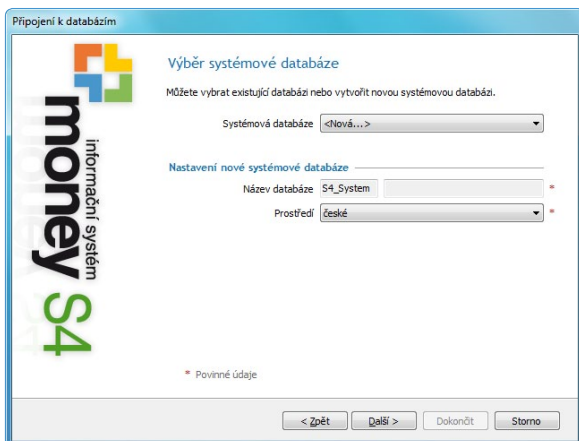 Připojení k databázím
Výběr systémové databáze
Můžete vybrat existující databázi nebo vytvořit novou systémovou databázi.
Systémová databáze <Nová...>
Nastavení nové systémové databáze
Název databáze S4_System *
Prostředí české *
* Povinné údaje
money S4
informační systém
< Zpět Další > Dokončit Storno